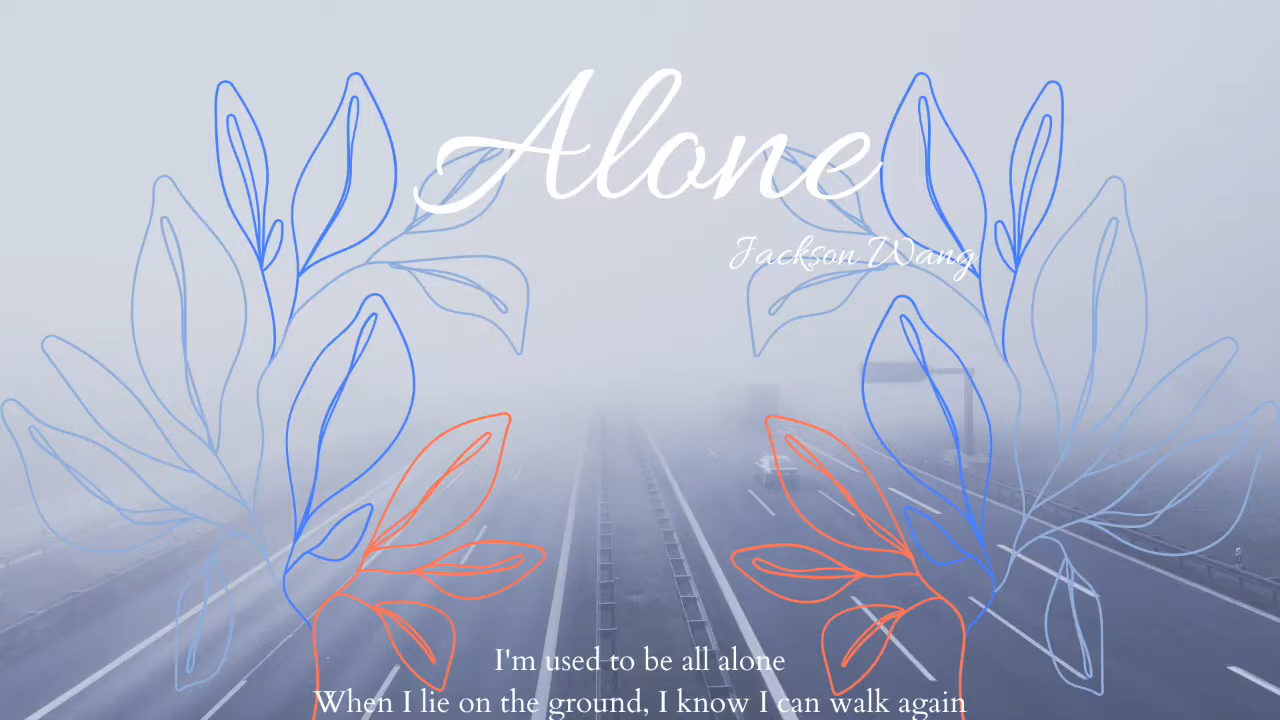 Alone
Jackson Wang
I'm used to be all alone
When I lie on the ground, I know I can walk again